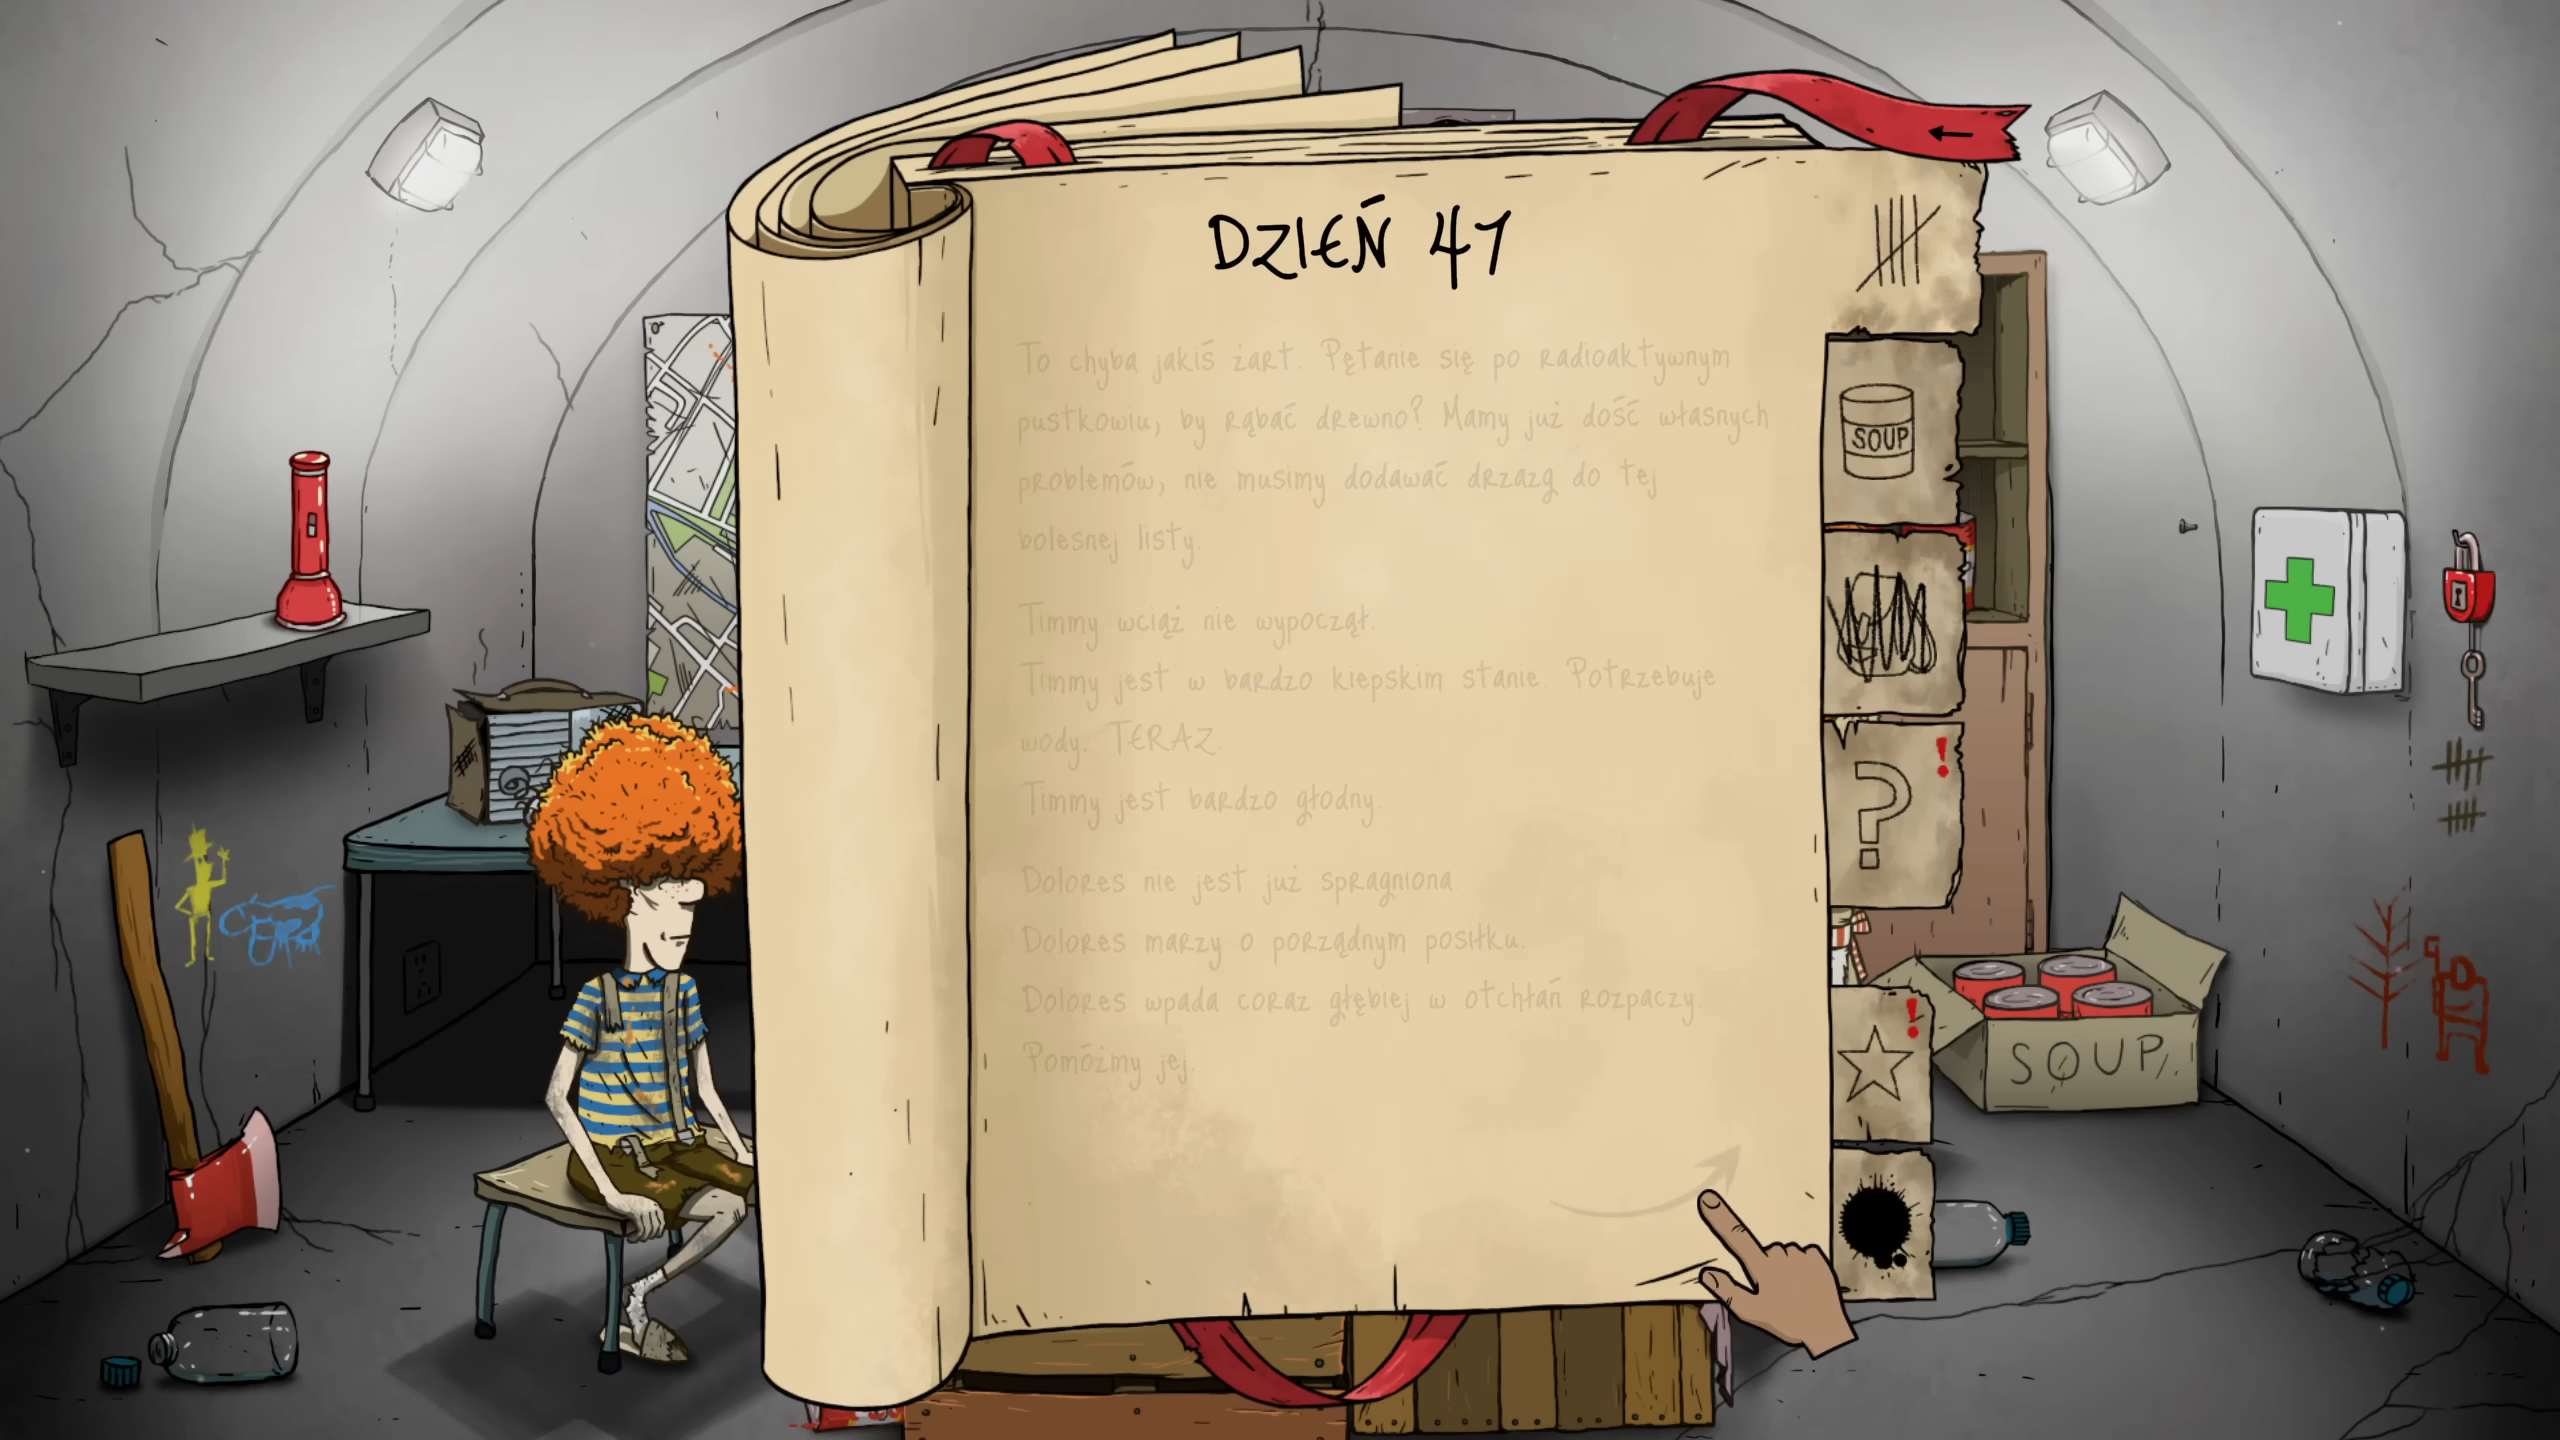 DZIEŃ 47
To chyba jakiś żart. Pętanie się po radioaktywnym
pustkowiu, by rąbać drewno? Mamy już dość własnych
problemów, nie musimy dodawać drzazg do tej
bolesnej listy.
Timmy wciąż nie wypoczął.
Timmy jest w bardzo kiepskim stanie. Potrzebuje
wody. TERAZ.
Timmy jest bardzo głodny.
Dolores nie jest już spragniona.
Dolores marzy o porządnym posiłku.
Dolores wpada coraz głębiej w otchłań rozpaczy.
Pomóżmy jej.
SOUP
?
!
!
SOUP